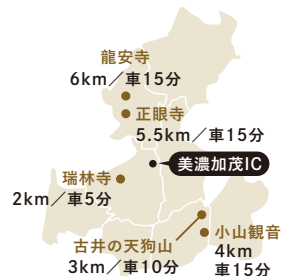 龍安寺
6km／車15分
正眼寺
5.5km／車15分
美濃加茂IC
瑞林寺
2km／車5分
小山観音
4km
車15分
古井の天狗山
3km／車10分